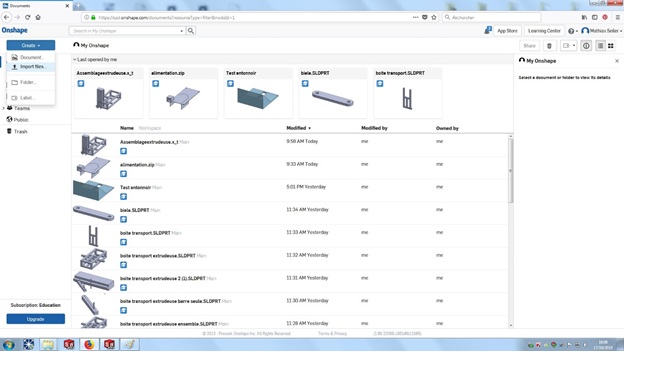 Documents
https://cad.onshape.com/documents?resourceType=filter&nodeId=1
Rechercher
Onshape
Search in My Onshape
App Store
Learning Center
Mathieu Seiler
Create
My Onshape
Share
Document...
Import files...
Folder...
Label...
Teams
Public
Trash
Last opened by me
Assemblageextrudeuse.x_t
alimentation.zip
Test entonnoir
biele.SLDPRT
boite transport.SLDPRT
My Onshape
Select a document or folder to view its details
Name Workspace Modified Modified by Owned by
Assemblageextrudeuse.x_t Main 9:58 AM Today me me
alimentation.zip Main 9:33 AM Today me me
Test entonnoir Main 5:01 PM Yesterday me me
biele.SLDPRT Main 11:34 AM Yesterday me me
boite transport.SLDPRT Main 11:33 AM Yesterday me me
boite transport extrudeuse.SLDPRT Main 11:32 AM Yesterday me me
boite transport extrudeuse 2 (1).SLDPRT Main 11:31 AM Yesterday me me
boite transport extrudeuse barre seule.SLDPRT Main 11:30 AM Yesterday me me
boite transport extrudeuse ensemble.SLDPRT Main 11:28 AM Yesterday me me
Subscription: Education
Upgrade
Present Onshape Inc. All Rights Reserved
Terms & Privacy